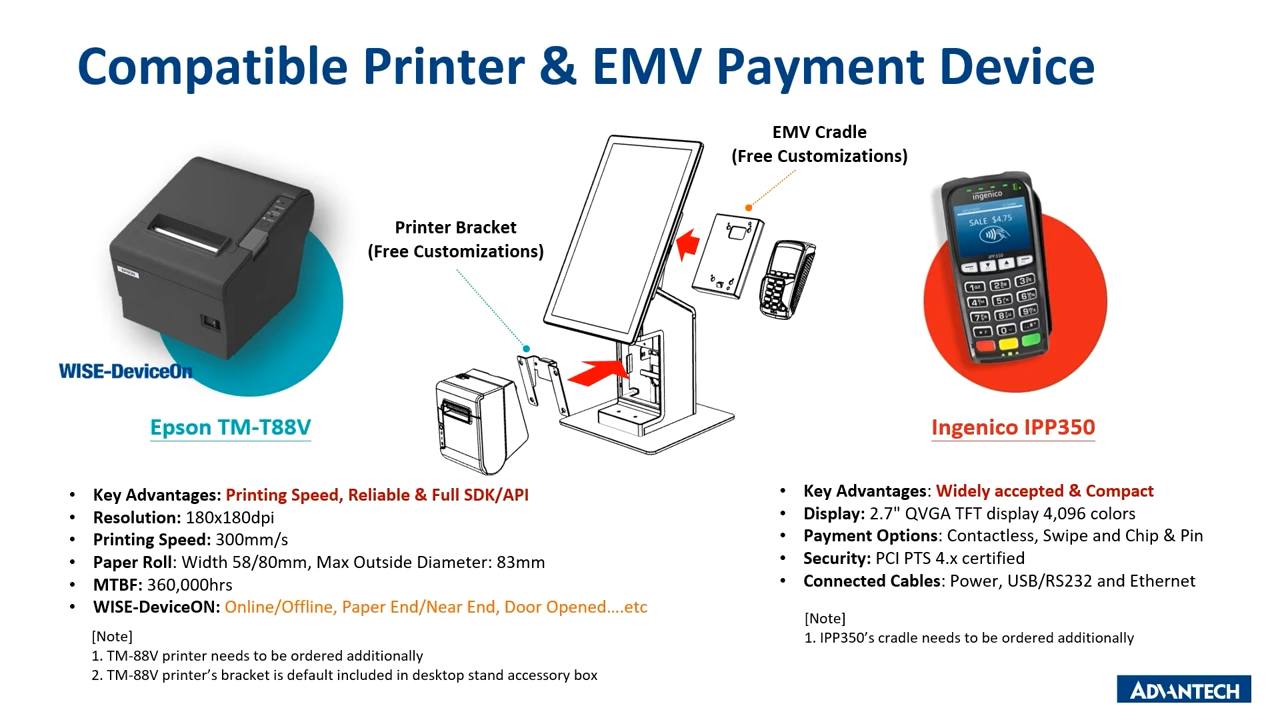 Compatible Printer & EMV Payment Device
EMV Cradle
(Free Customizations)
Printer Bracket
(Free Customizations)
EPSON
WISE-DeviceOn
Epson TM-T88V
ingenico
SALE $4.75
Ingenico IPP350
• Key Advantages: Printing Speed, Reliable & Full SDK/API
• Resolution: 180x180dpi
• Printing Speed: 300mm/s
• Paper Roll: Width 58/80mm, Max Outside Diameter: 83mm
• MTBF: 360,000hrs
• WISE-DeviceON: Online/Offline, Paper End/Near End, Door Opened....etc
[Note]
1. TM-88V printer needs to be ordered additionally
2. TM-88V printer’s bracket is default included in desktop stand accessory box
• Key Advantages: Widely accepted & Compact
• Display: 2.7" QVGA TFT display 4,096 colors
• Payment Options: Contactless, Swipe and Chip & Pin
• Security: PCI PTS 4.x certified
• Connected Cables: Power, USB/RS232 and Ethernet
[Note]
1. IPP350’s cradle needs to be ordered additionally
ADVANTECH